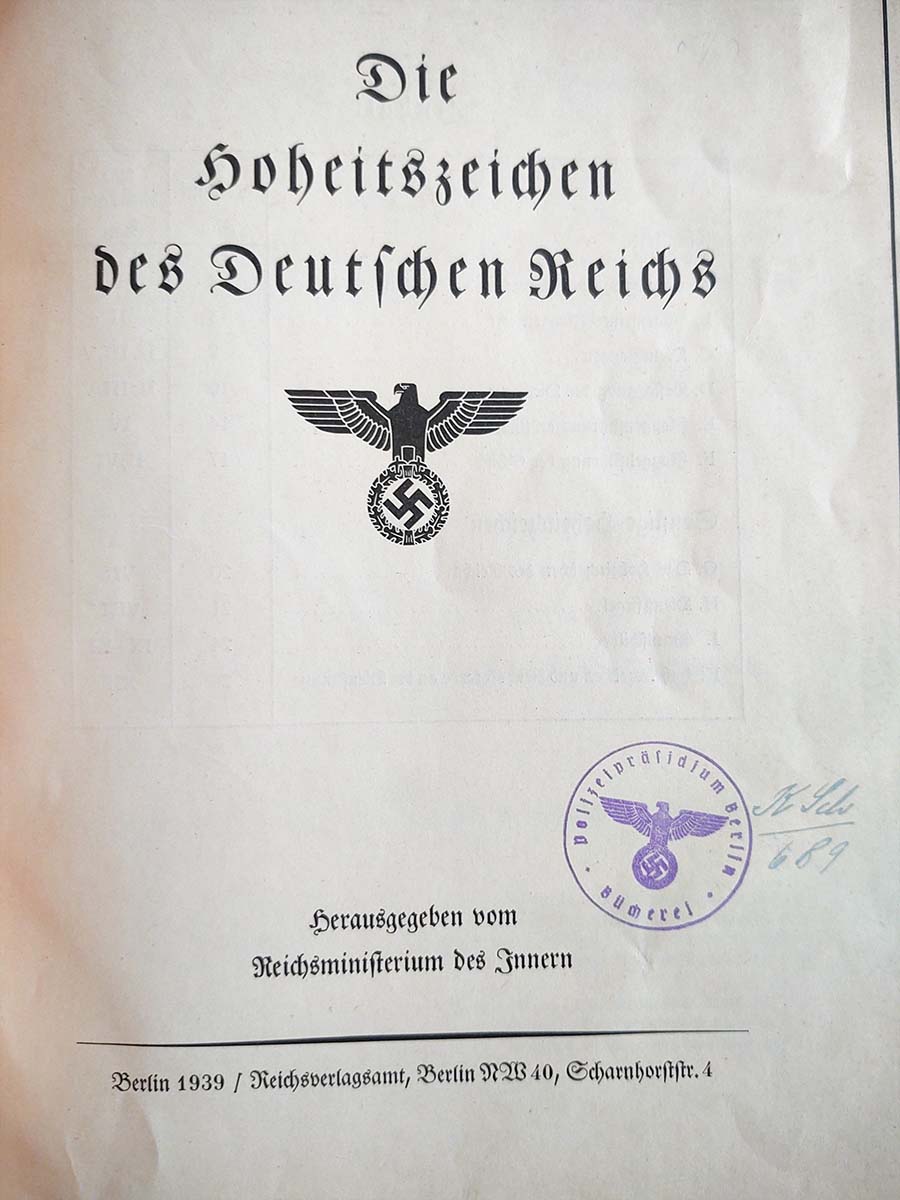 Die
Hoheitszeichen
des Deutſchen Reichs
Polizeipräſidium Berlin
Bücherei
K Sch
689
Herausgegeben vom
Reichsminiſterium des Innern
Berlin 1939 / Reichsverlagsamt, Berlin NW 40, Scharnhorſtſtr. 4